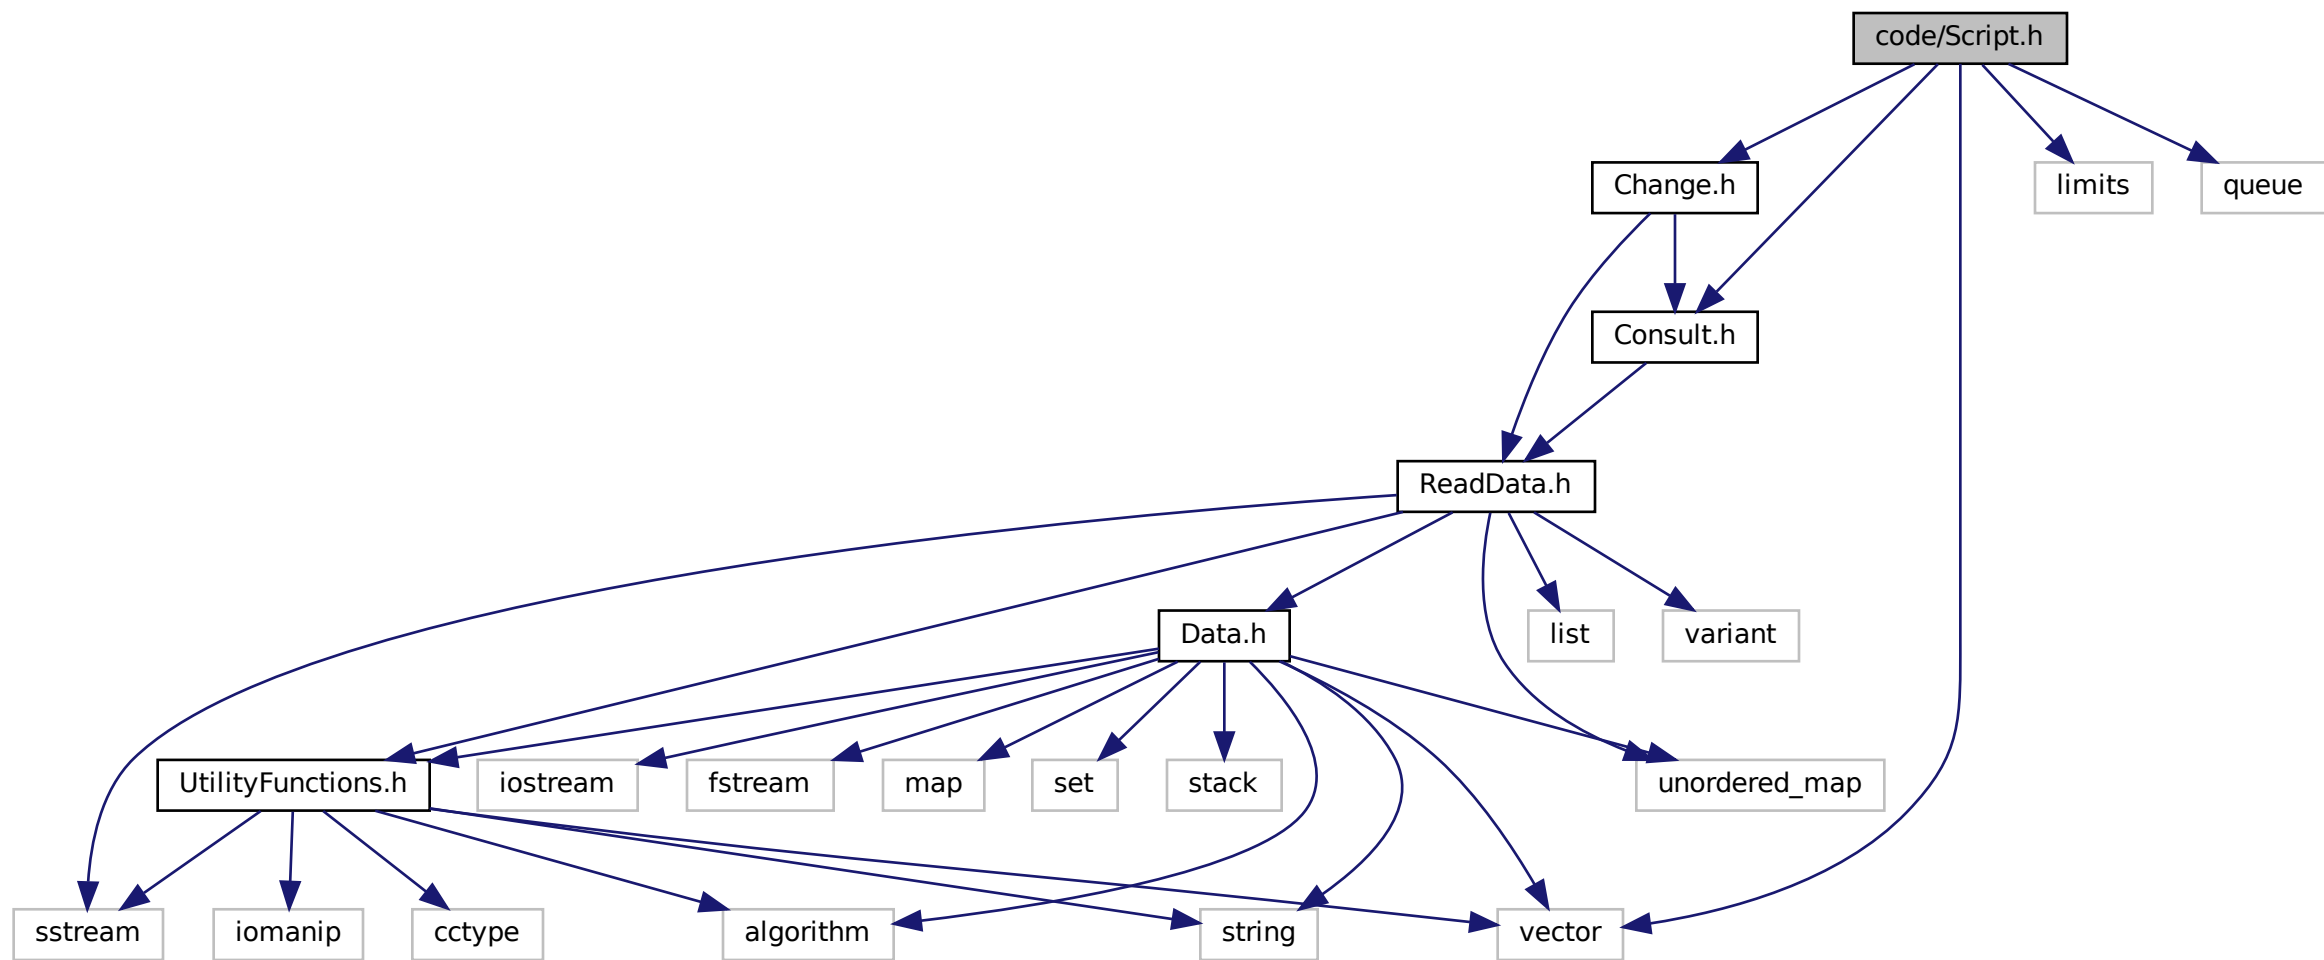 code/Script.h
Change.h
limits
queue
Consult.h
ReadData.h
Data.h
list
variant
UtilityFunctions.h
iostream
fstream
map
set
stack
unordered_map
sstream
iomanip
cctype
algorithm
string
vector